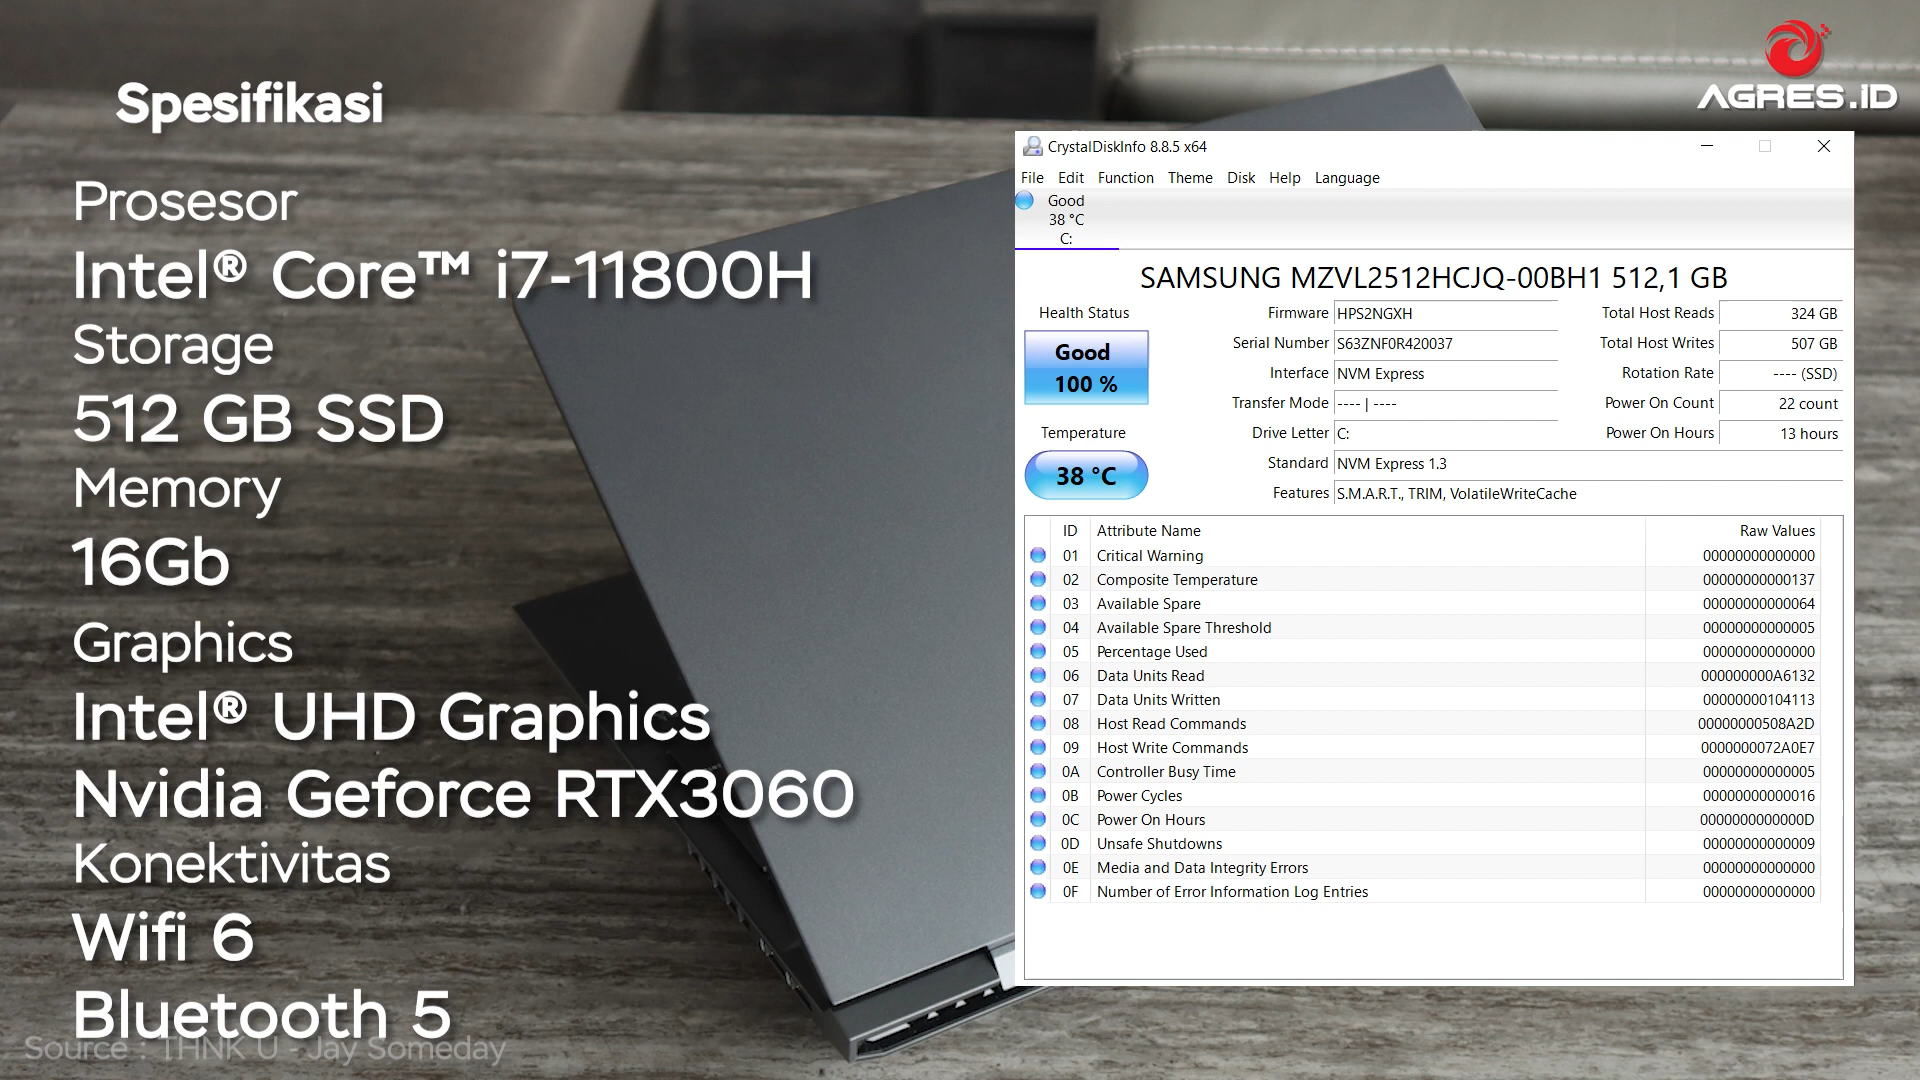 AGRES.ID
Spesifikasi
Prosesor
Intel® Core™ i7-11800H
Storage
512 GB SSD
Memory
16Gb
Graphics
Intel® UHD Graphics
Nvidia Geforce RTX3060
Konektivitas
Wifi 6
Bluetooth 5
Source : THNK U - Jay Someday
CrystalDiskInfo 8.8.5 x64
File Edit Function Theme Disk Help Language
Good
38 °C
C:
SAMSUNG MZVL2512HCJQ-00BH1 512,1 GB
Health Status
Good
100 %
Temperature
38 °C
Firmware HPS2NGXH
Serial Number S63ZNF0R420037
Interface NVM Express
Transfer Mode ---- | ----
Drive Letter C:
Standard NVM Express 1.3
Features S.M.A.R.T., TRIM, VolatileWriteCache
Total Host Reads 324 GB
Total Host Writes 507 GB
Rotation Rate ---- (SSD)
Power On Count 22 count
Power On Hours 13 hours
ID Attribute Name Raw Values
01 Critical Warning 00000000000000
02 Composite Temperature 00000000000137
03 Available Spare 00000000000064
04 Available Spare Threshold 00000000000005
05 Percentage Used 00000000000000
06 Data Units Read 000000000A6132
07 Data Units Written 00000000104113
08 Host Read Commands 00000000508A2D
09 Host Write Commands 0000000072A0E7
0A Controller Busy Time 00000000000005
0B Power Cycles 00000000000016
0C Power On Hours 0000000000000D
0D Unsafe Shutdowns 00000000000009
0E Media and Data Integrity Errors 00000000000000
0F Number of Error Information Log Entries 00000000000000